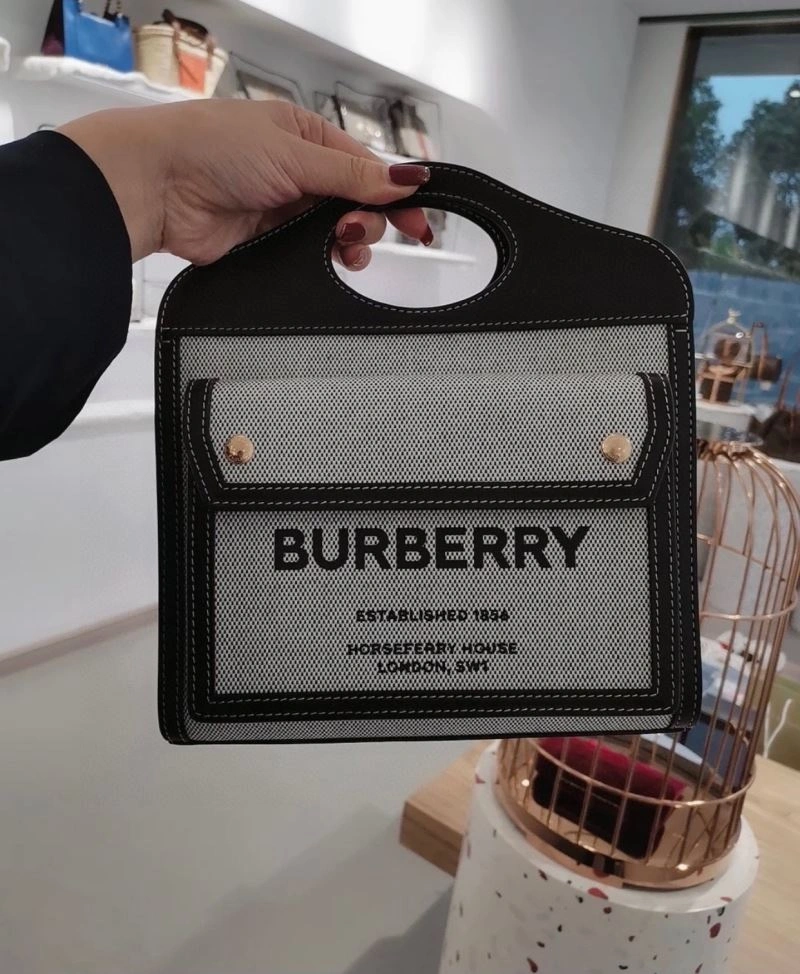 BURBERRY
ESTABLISHED 1856
HORSEFERRY HOUSE
LONDON, SW1